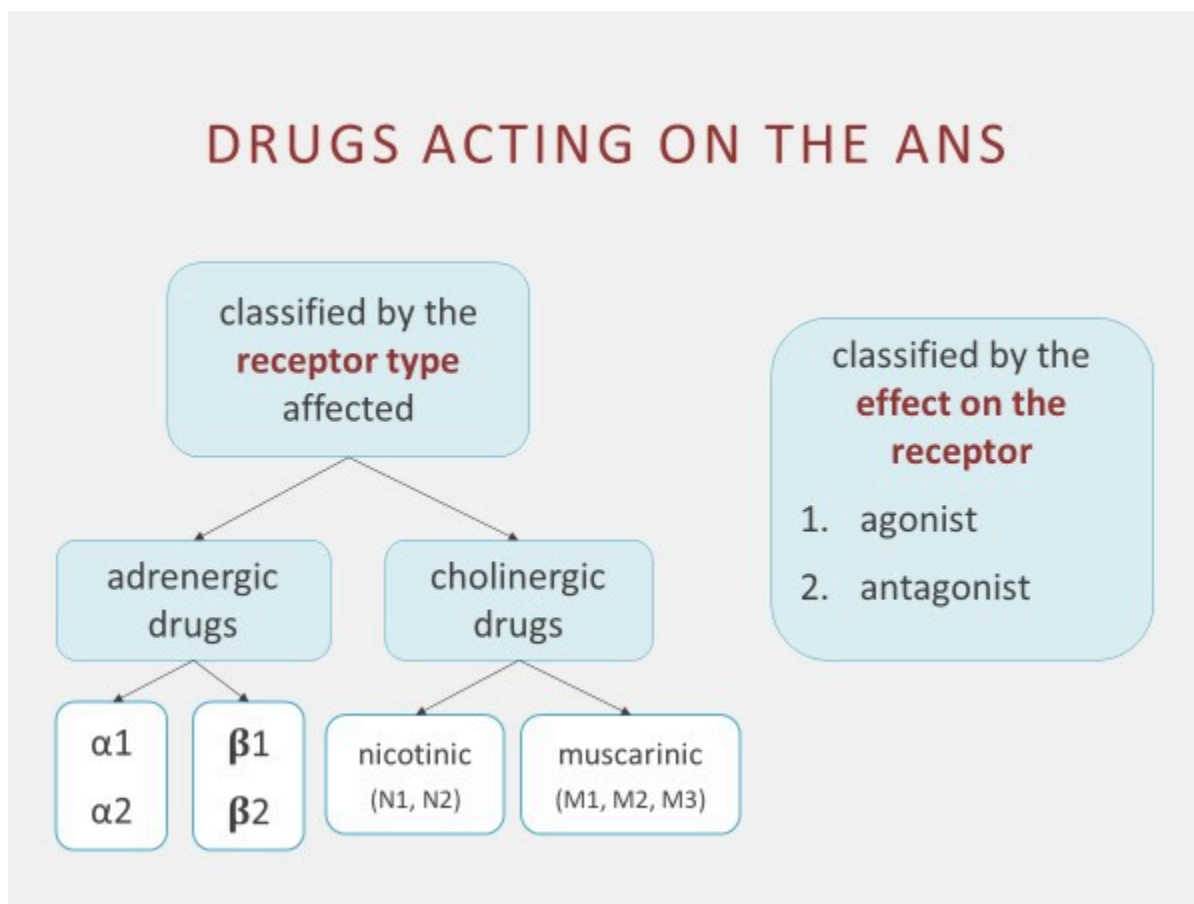 DRUGS ACTING ON THE ANS
classified by the
receptor type
affected
adrenergic
drugs
α1
α2
β1
β2
cholinergic
drugs
nicotinic
(N1, N2)
muscarinic
(M1, M2, M3)
classified by the
effect on the
receptor
1. agonist
2. antagonist